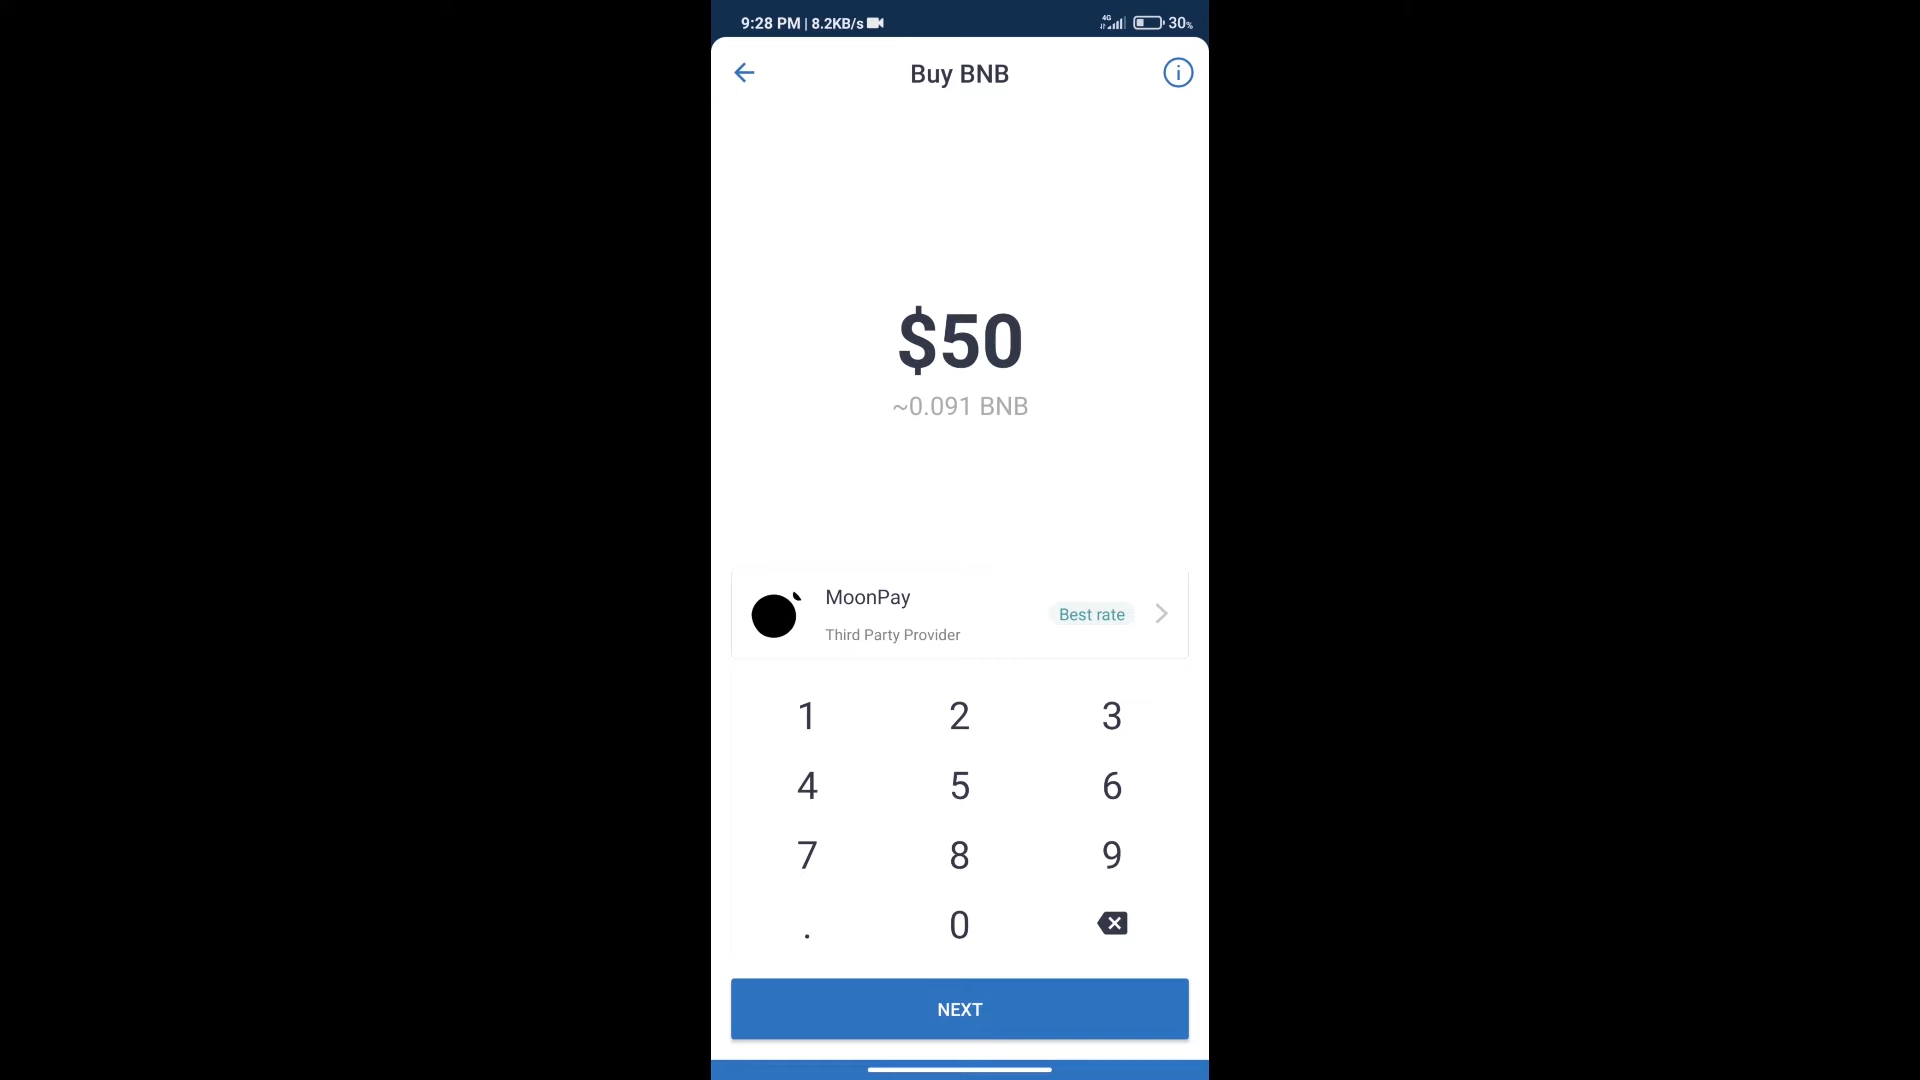 9:28 PM | 8.2KB/s 4G 30%
Buy BNB
$50
~0.091 BNB
MoonPay
Third Party Provider
Best rate
1 2 3
4 5 6
7 8 9
. 0
NEXT